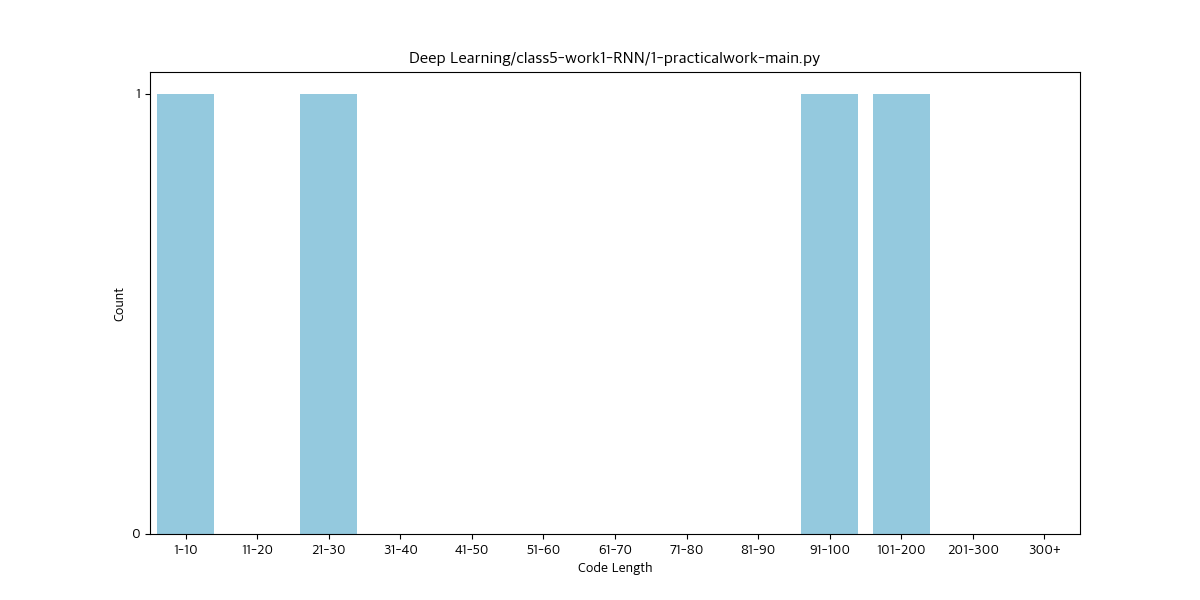 Deep Learning/class5-work1-RNN/1-practicalwork-main.py
1
Count
0
1-10 11-20 21-30 31-40 41-50 51-60 61-70 71-80 81-90 91-100 101-200 201-300 300+
Code Length